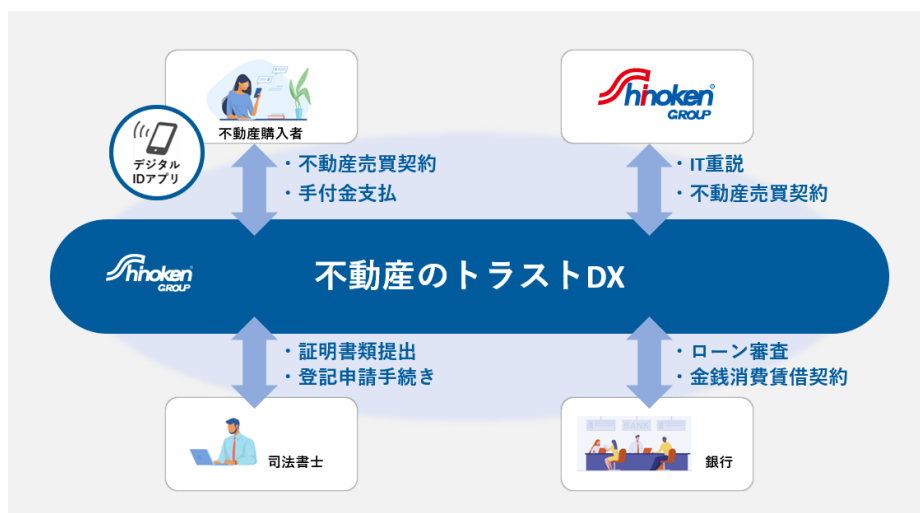 不動産購入者
Shinoken
GROUP
デジタル
IDアプリ
・不動産売買契約
・手付金支払
・IT重説
・不動産売買契約
Shinoken
GROUP
不動産のトラストDX
・証明書類提出
・登記申請手続き
・ローン審査
・金銭消費賃借契約
司法書士
BANK
銀行